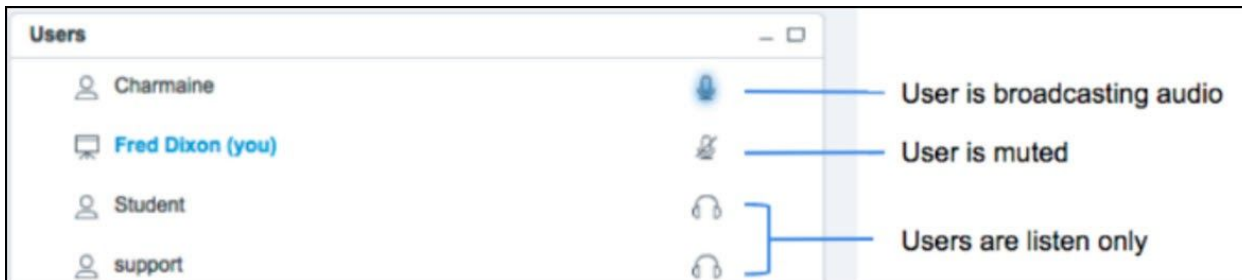 Users
Charmaine
User is broadcasting audio
Fred Dixon (you)
User is muted
Student
Users are listen only
support